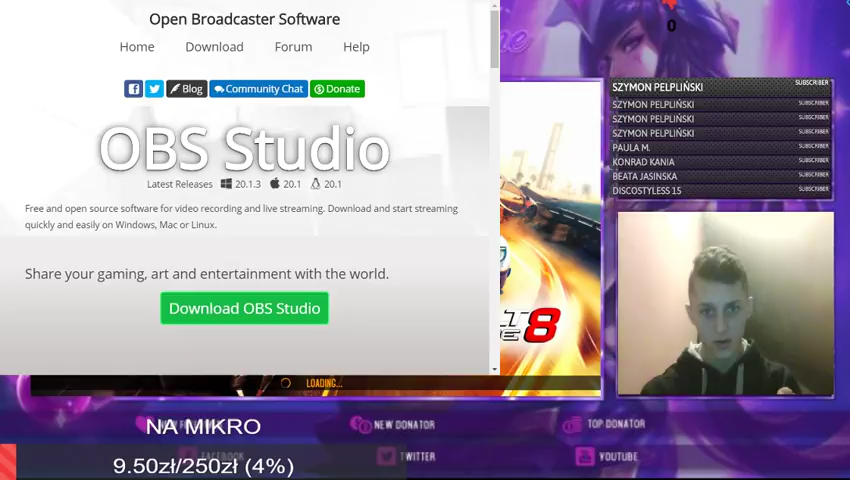 Open Broadcaster Software
Home Download Forum Help
Blog Community Chat Donate
OBS Studio
Latest Releases 20.1.3 20.1 20.1
Free and open source software for video recording and live streaming. Download and start streaming
quickly and easily on Windows, Mac or Linux.
Share your gaming, art and entertainment with the world.
Download OBS Studio
0
SZYMON PELPLIŃSKI SUBSCRIBER
SZYMON PELPLIŃSKI SUBSCRIBER
SZYMON PELPLIŃSKI SUBSCRIBER
SZYMON PELPLIŃSKI SUBSCRIBER
PAULA M. SUBSCRIBER
KONRAD KANIA SUBSCRIBER
BEATA JASINSKA SUBSCRIBER
DISCOSTYLESS 15 SUBSCRIBER
8
LOADING...
NA MIKRO
NEW DONATOR
TOP DONATOR
9.50zł/250zł (4%)
FACEBOOK
TWITTER
YOUTUBE